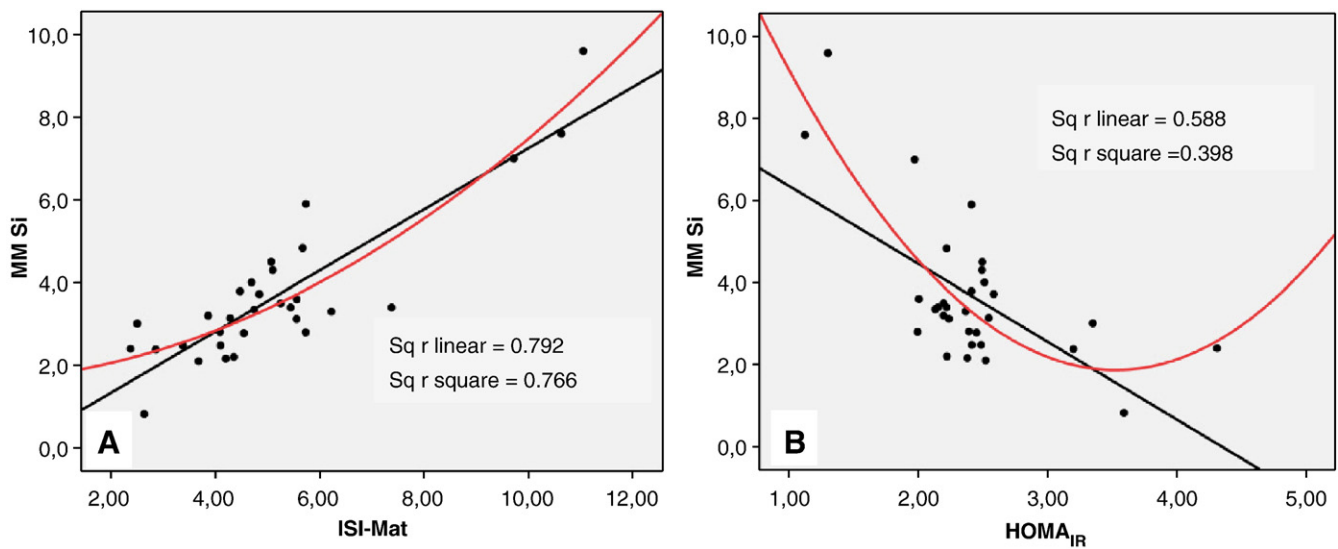 10,0
8,0
6,0
4,0
2,0
0,0
MM Si
Sq r linear = 0.792
Sq r square = 0.766
A
2,00 4,00 6,00 8,00 10,00 12,00
ISI-Mat
10,0
8,0
6,0
4,0
2,0
0,0
MM Si
Sq r linear = 0.588
Sq r square =0.398
B
1,00 2,00 3,00 4,00 5,00
HOMAIR